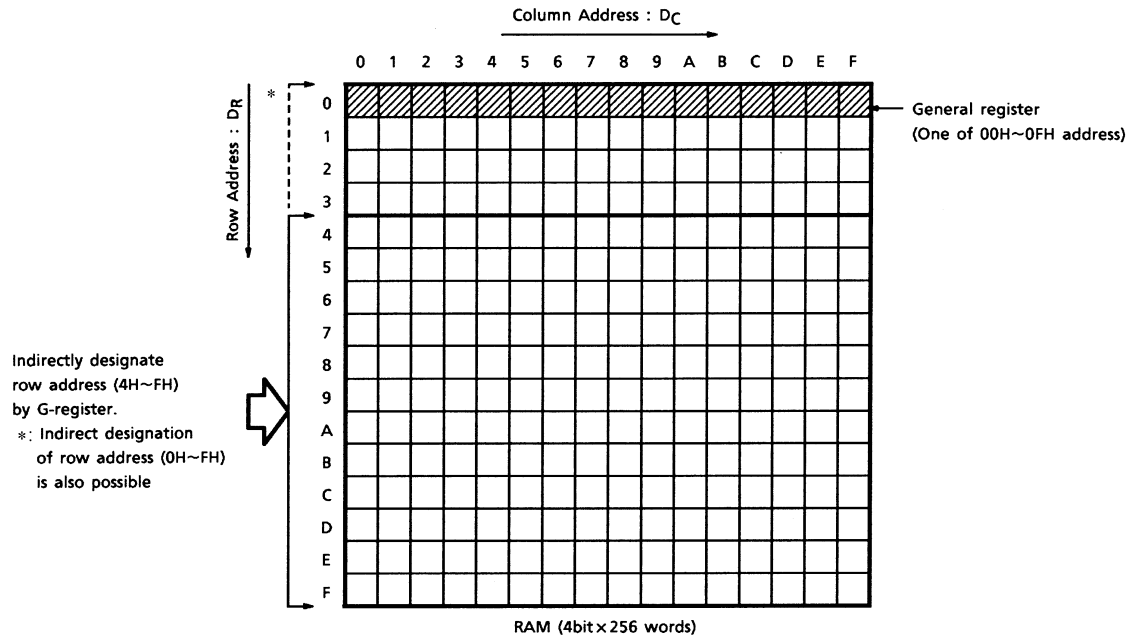 Column Address : DC
0 1 2 3 4 5 6 7 8 9 A B C D E F
Row Address : DR
*
0
1
2
3
4
5
6
7
8
9
A
B
C
D
E
F
General register
(One of 00H~0FH address)
Indirectly designate
row address (4H~FH)
by G-register.
*: Indirect designation
of row address (0H~FH)
is also possible
RAM (4bit×256 words)